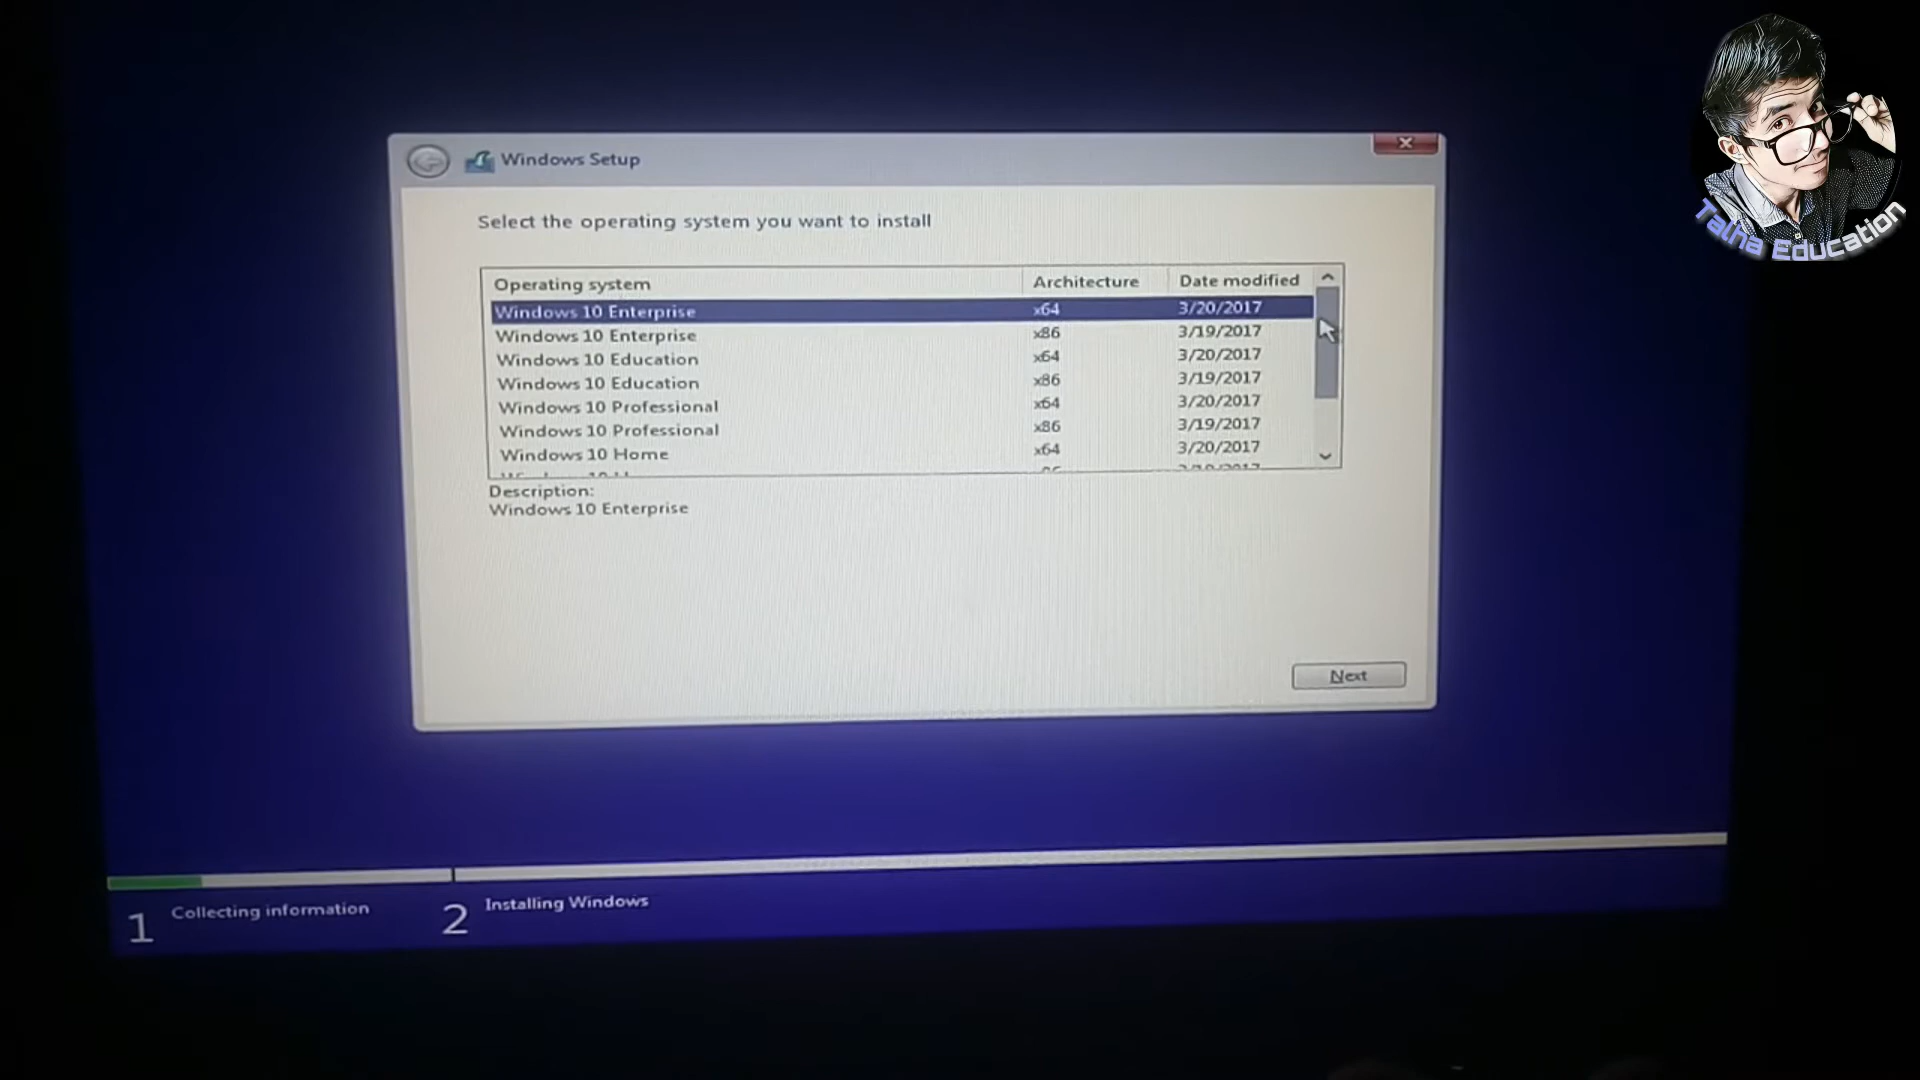 Talha Education
Windows Setup
Select the operating system you want to install
Operating system Architecture Date modified
Windows 10 Enterprise x64 3/20/2017
Windows 10 Enterprise x86 3/19/2017
Windows 10 Education x64 3/20/2017
Windows 10 Education x86 3/19/2017
Windows 10 Professional x64 3/20/2017
Windows 10 Professional x86 3/19/2017
Windows 10 Home x64 3/20/2017
Description:
Windows 10 Enterprise
Next
1 Collecting information 2 Installing Windows